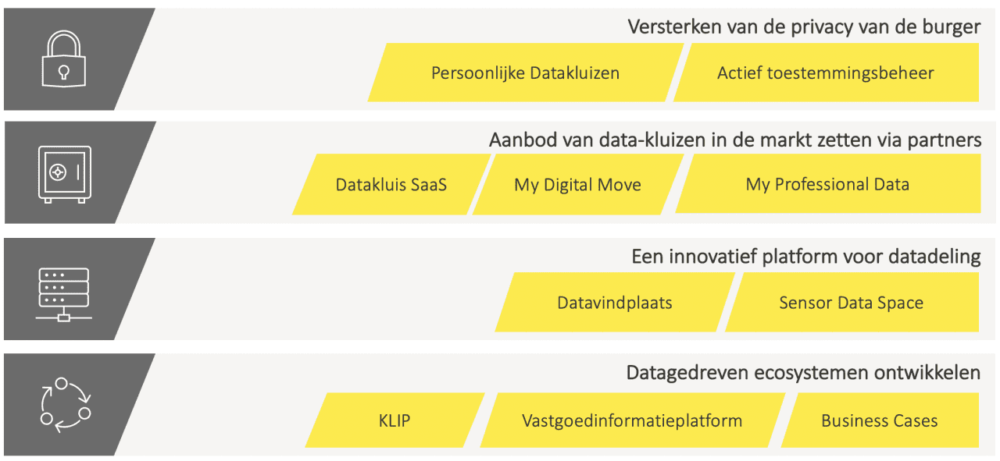 Versterken van de privacy van de burger
Persoonlijke Datakluizen
Actief toestemmingsbeheer
Aanbod van data-kluizen in de markt zetten via partners
Datakluis SaaS
My Digital Move
My Professional Data
Een innovatief platform voor datadeling
Datavindplaats
Sensor Data Space
Datagedreven ecosystemen ontwikkelen
KLIP
Vastgoedinformatieplatform
Business Cases